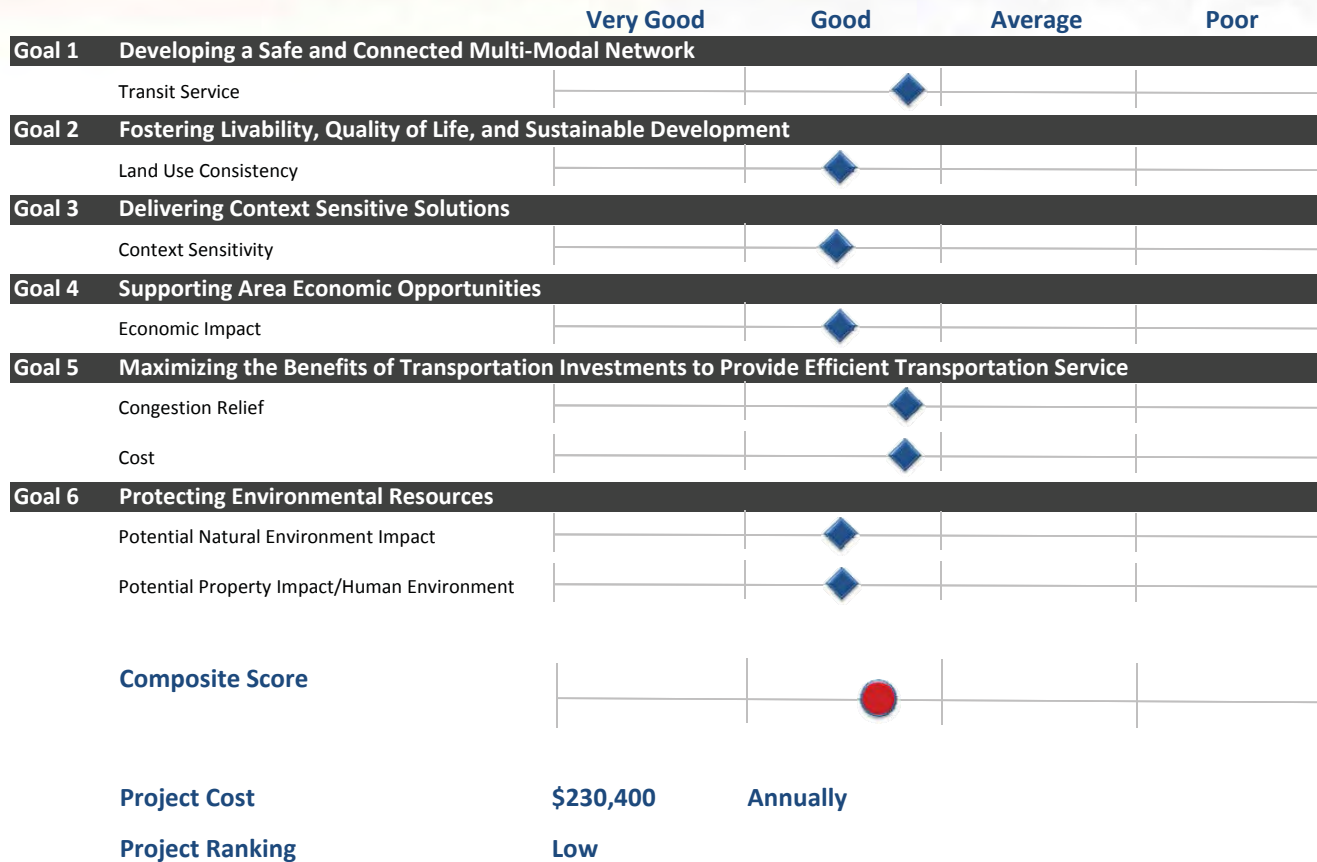 Very Good Good Average Poor
Goal 1 Developing a Safe and Connected Multi-Modal Network
Transit Service
Goal 2 Fostering Livability, Quality of Life, and Sustainable Development
Land Use Consistency
Goal 3 Delivering Context Sensitive Solutions
Context Sensitivity
Goal 4 Supporting Area Economic Opportunities
Economic Impact
Goal 5 Maximizing the Benefits of Transportation Investments to Provide Efficient Transportation Service
Congestion Relief
Cost
Goal 6 Protecting Environmental Resources
Potential Natural Environment Impact
Potential Property Impact/Human Environment
Composite Score
Project Cost $230,400 Annually
Project Ranking Low